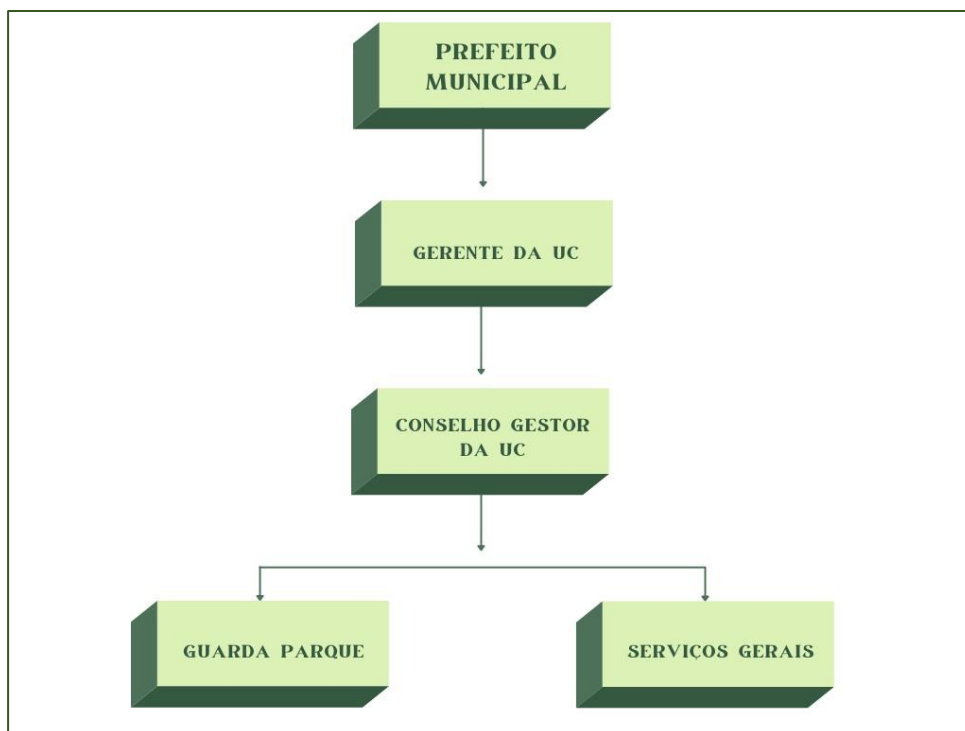 PREFEITO
MUNICIPAL
GERENTE DA UC
CONSELHO GESTOR
DA UC
GUARDA PARQUE
SERVIÇOS GERAIS